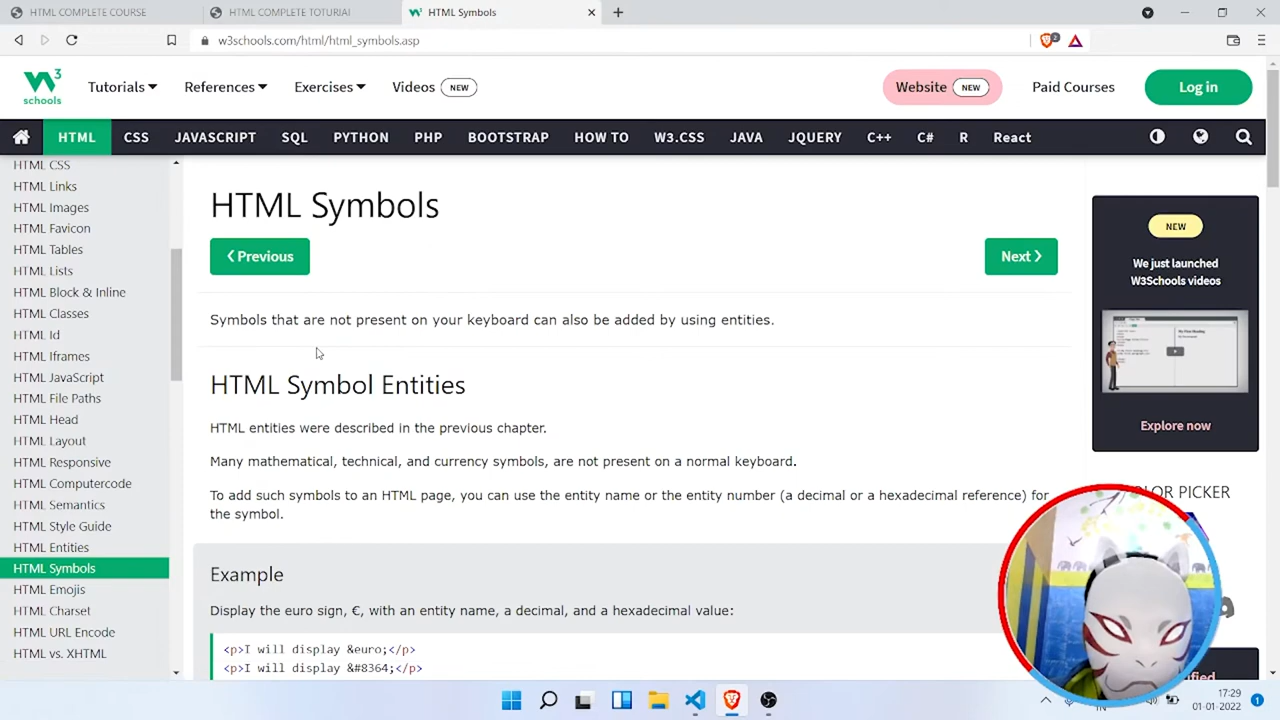 HTML COMPLETE COURSE
HTML COMPLETE TOTURIAL
HTML Symbols
w3schools.com/html/html_symbols.asp
2
W3
schools
Tutorials
References
Exercises
Videos NEW
Website NEW
Paid Courses
Log in
HTML CSS JAVASCRIPT SQL PYTHON PHP BOOTSTRAP HOW TO W3.CSS JAVA JQUERY C++ C# R React
HTML CSS
HTML Links
HTML Images
HTML Favicon
HTML Tables
HTML Lists
HTML Block & Inline
HTML Classes
HTML Id
HTML Iframes
HTML JavaScript
HTML File Paths
HTML Head
HTML Layout
HTML Responsive
HTML Computercode
HTML Semantics
HTML Style Guide
HTML Entities
HTML Symbols
HTML Emojis
HTML Charset
HTML URL Encode
HTML vs. XHTML
HTML Symbols
❮ Previous
Next ❯
Symbols that are not present on your keyboard can also be added by using entities.
HTML Symbol Entities
HTML entities were described in the previous chapter.
Many mathematical, technical, and currency symbols, are not present on a normal keyboard.
To add such symbols to an HTML page, you can use the entity name or the entity number (a decimal or a hexadecimal reference) for
the symbol.
Example
Display the euro sign, €, with an entity name, a decimal, and a hexadecimal value:
<p>I will display &euro;</p>
<p>I will display &#8364;</p>
NEW
We just launched
W3Schools videos
Explore now
OLOR PICKER
17:29
01-01-2022
1